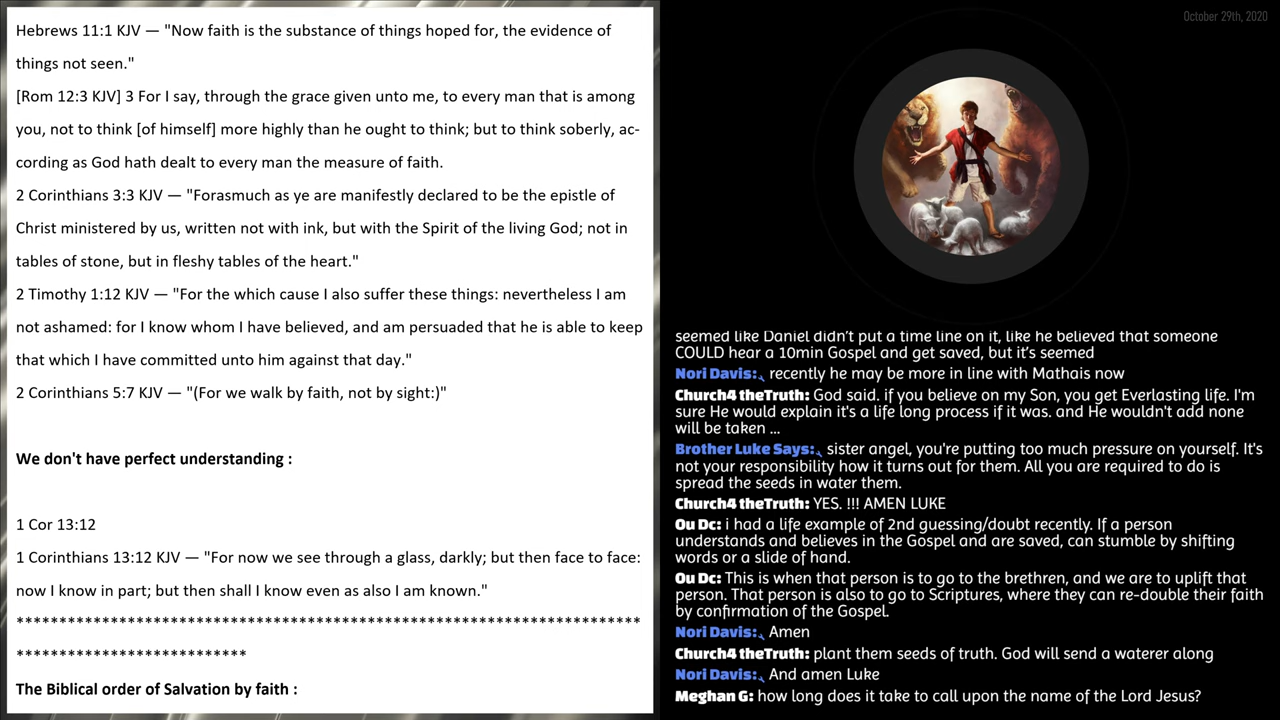 Hebrews 11:1 KJV — "Now faith is the substance of things hoped for, the evidence of
things not seen."
[Rom 12:3 KJV] 3 For I say, through the grace given unto me, to every man that is among
you, not to think [of himself] more highly than he ought to think; but to think soberly, ac-
cording as God hath dealt to every man the measure of faith.
2 Corinthians 3:3 KJV — "Forasmuch as ye are manifestly declared to be the epistle of
Christ ministered by us, written not with ink, but with the Spirit of the living God; not in
tables of stone, but in fleshy tables of the heart."
2 Timothy 1:12 KJV — "For the which cause I also suffer these things: nevertheless I am
not ashamed: for I know whom I have believed, and am persuaded that he is able to keep
that which I have committed unto him against that day."
2 Corinthians 5:7 KJV — "(For we walk by faith, not by sight:)"
We don't have perfect understanding :
1 Cor 13:12
1 Corinthians 13:12 KJV — "For now we see through a glass, darkly; but then face to face:
now I know in part; but then shall I know even as also I am known."
*************************************************************************
***************************
The Biblical order of Salvation by faith :
October 29th, 2020
seemed like Daniel didn't put a time line on it, like he believed that someone
COULD hear a 10min Gospel and get saved, but it's seemed
Nori Davis: recently he may be more in line with Mathais now
Church4 theTruth: God said. if you believe on my Son, you get Everlasting life. I'm
sure He would explain it's a life long process if it was. and He wouldn't add none
will be taken ...
Brother Luke Says: sister angel, you're putting too much pressure on yourself. It's
not your responsibility how it turns out for them. All you are required to do is
spread the seeds in water them.
Church4 theTruth: YES. !!! AMEN LUKE
Ou Dc: i had a life example of 2nd guessing/doubt recently. If a person
understands and believes in the Gospel and are saved, can stumble by shifting
words or a slide of hand.
Ou Dc: This is when that person is to go to the brethren, and we are to uplift that
person. That person is also to go to Scriptures, where they can re-double their faith
by confirmation of the Gospel.
Nori Davis: Amen
Church4 theTruth: plant them seeds of truth. God will send a waterer along
Nori Davis: And amen Luke
Meghan G: how long does it take to call upon the name of the Lord Jesus?